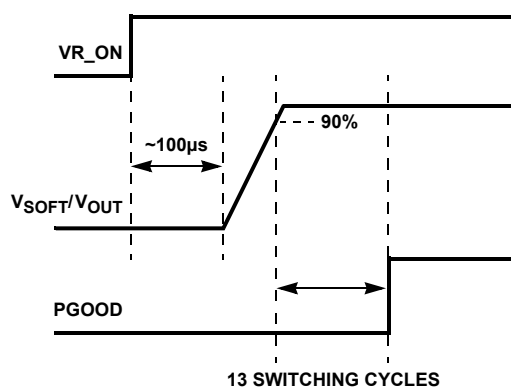 VR_ON
90%
~100µs
VSOFT/VOUT
PGOOD
13 SWITCHING CYCLES